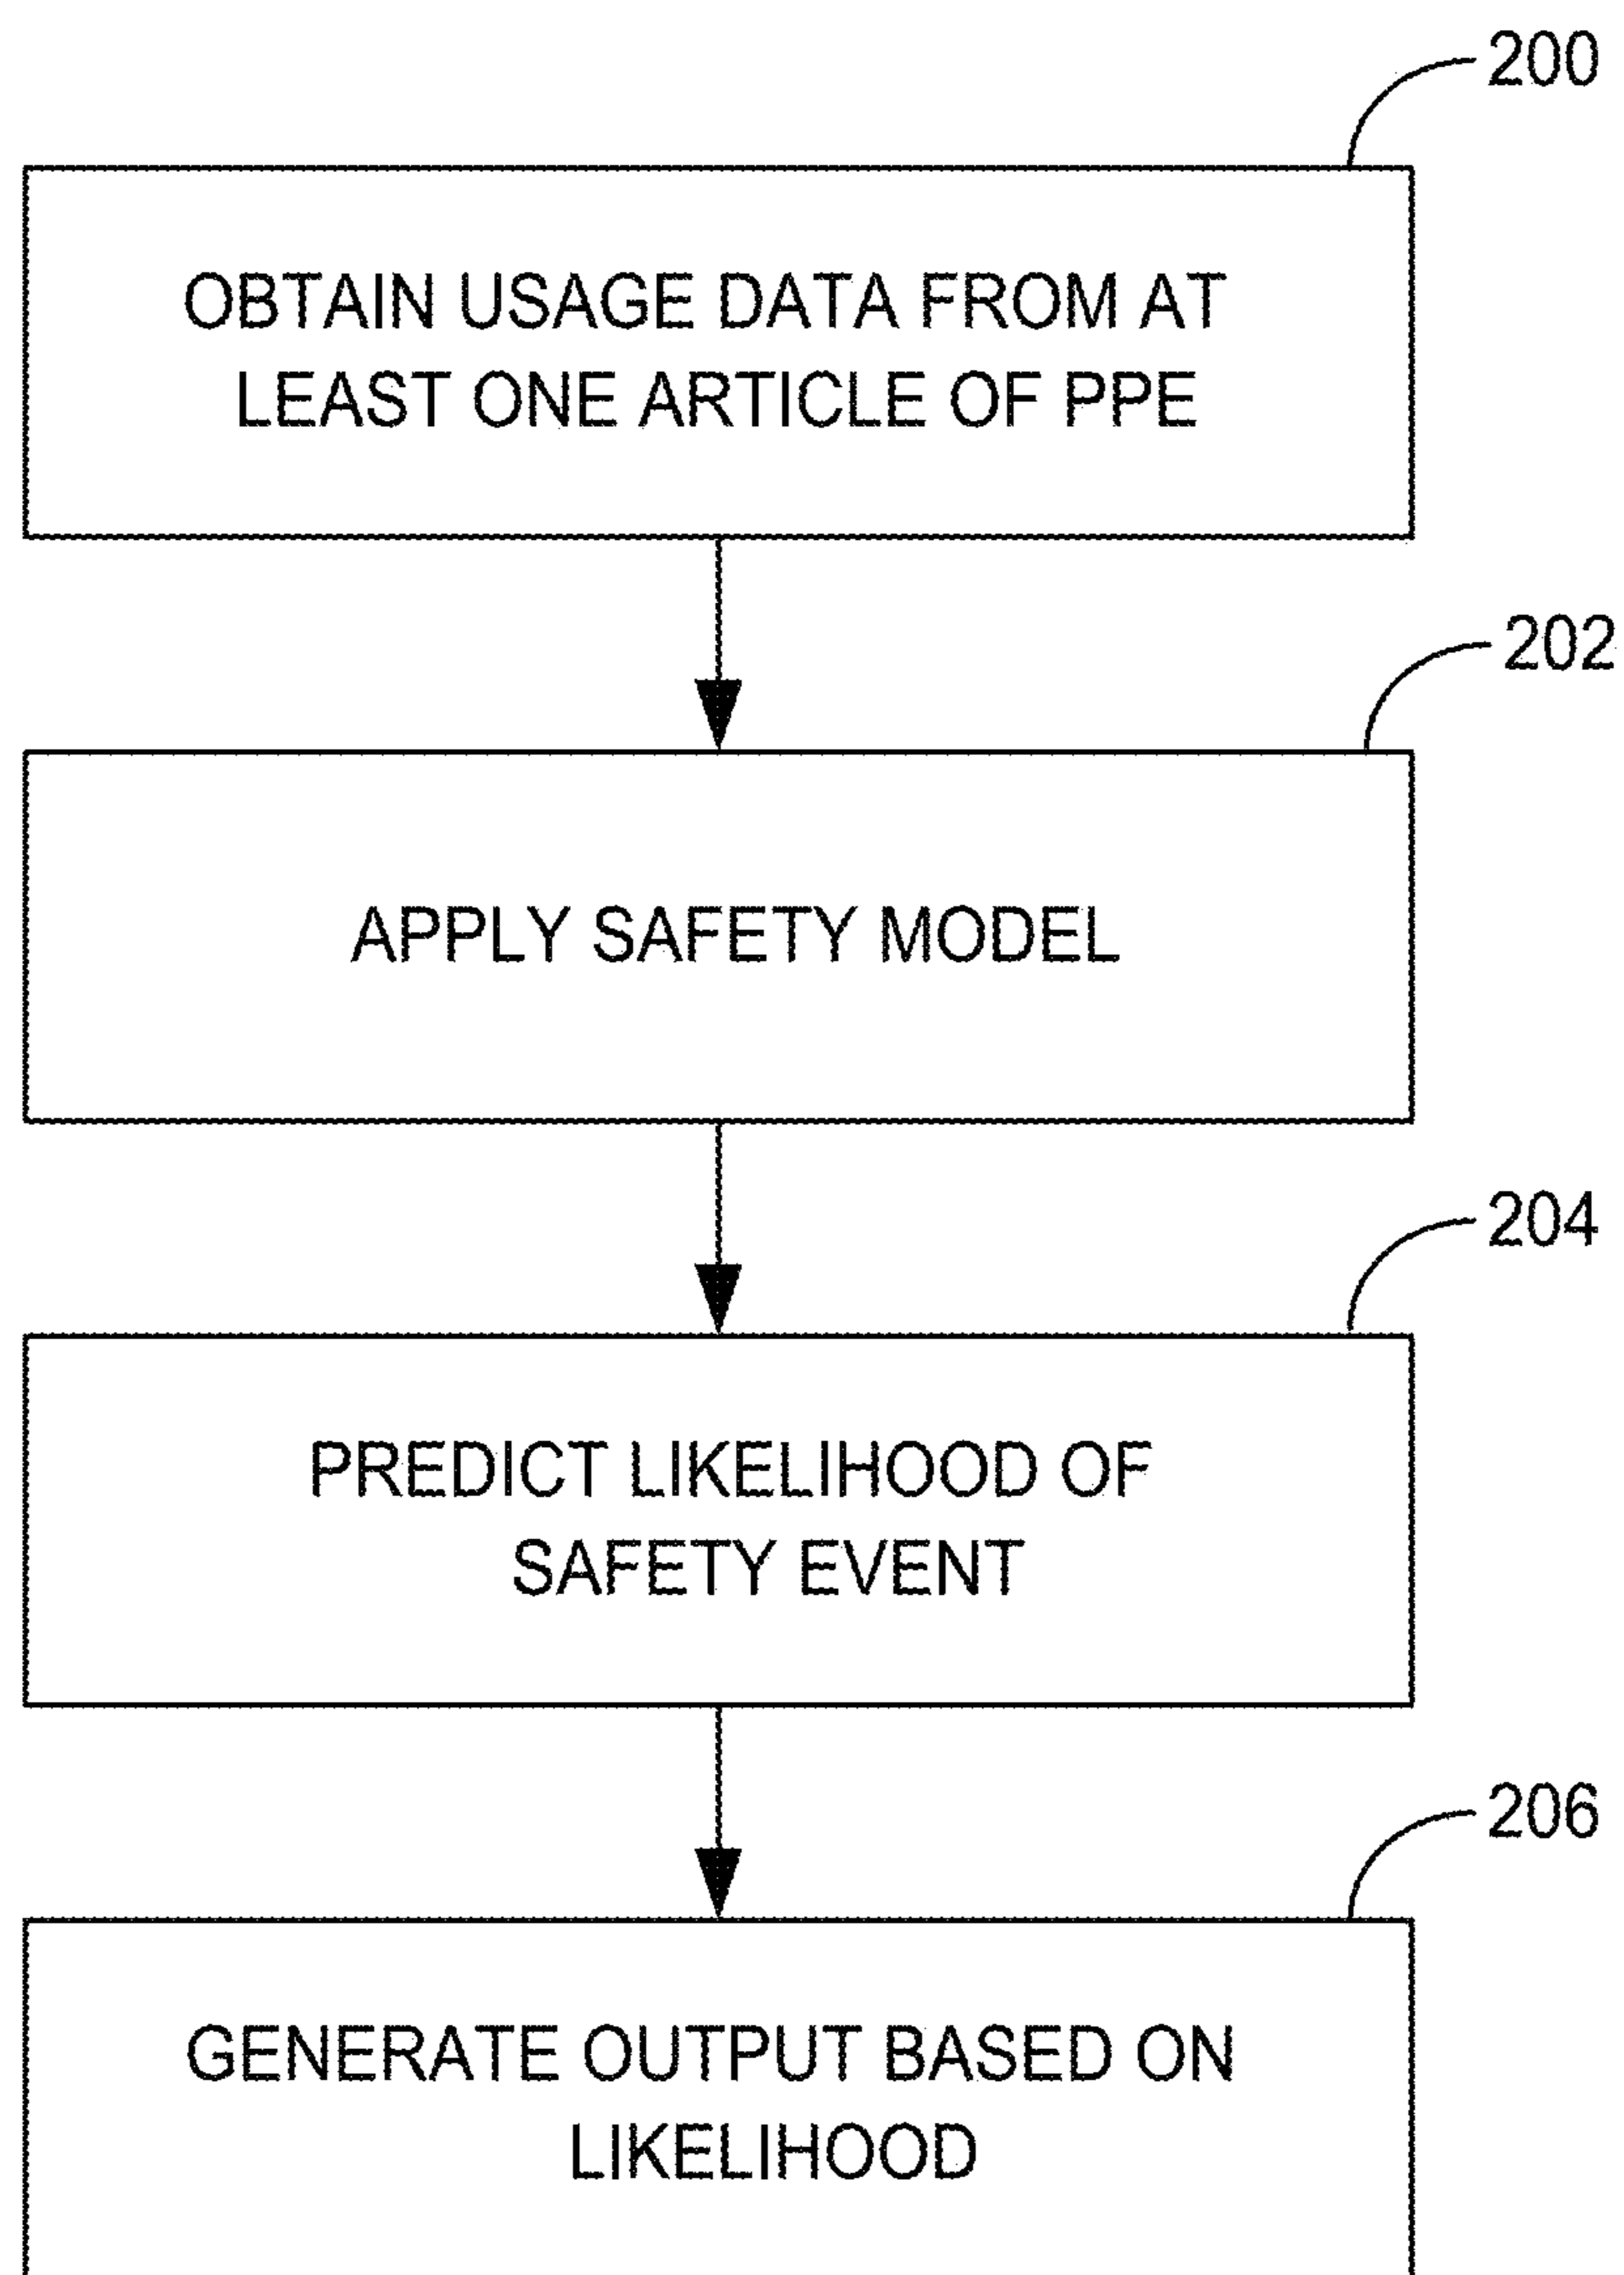 200
OBTAIN USAGE DATA FROM AT
LEAST ONE ARTICLE OF PPE
202
APPLY SAFETY MODEL
204
PREDICT LIKELIHOOD OF
SAFETY EVENT
206
GENERATE OUTPUT BASED ON
LIKELIHOOD